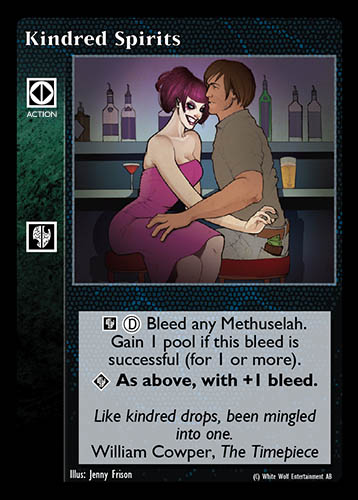 Kindred Spirits
ACTION
D Bleed any Methuselah.
Gain 1 pool if this bleed is
successful (for 1 or more).
As above, with +1 bleed.
Like kindred drops, been mingled
into one.
William Cowper, The Timepiece
Illus: Jenny Frison
(C) White Wolf Entertainment AB